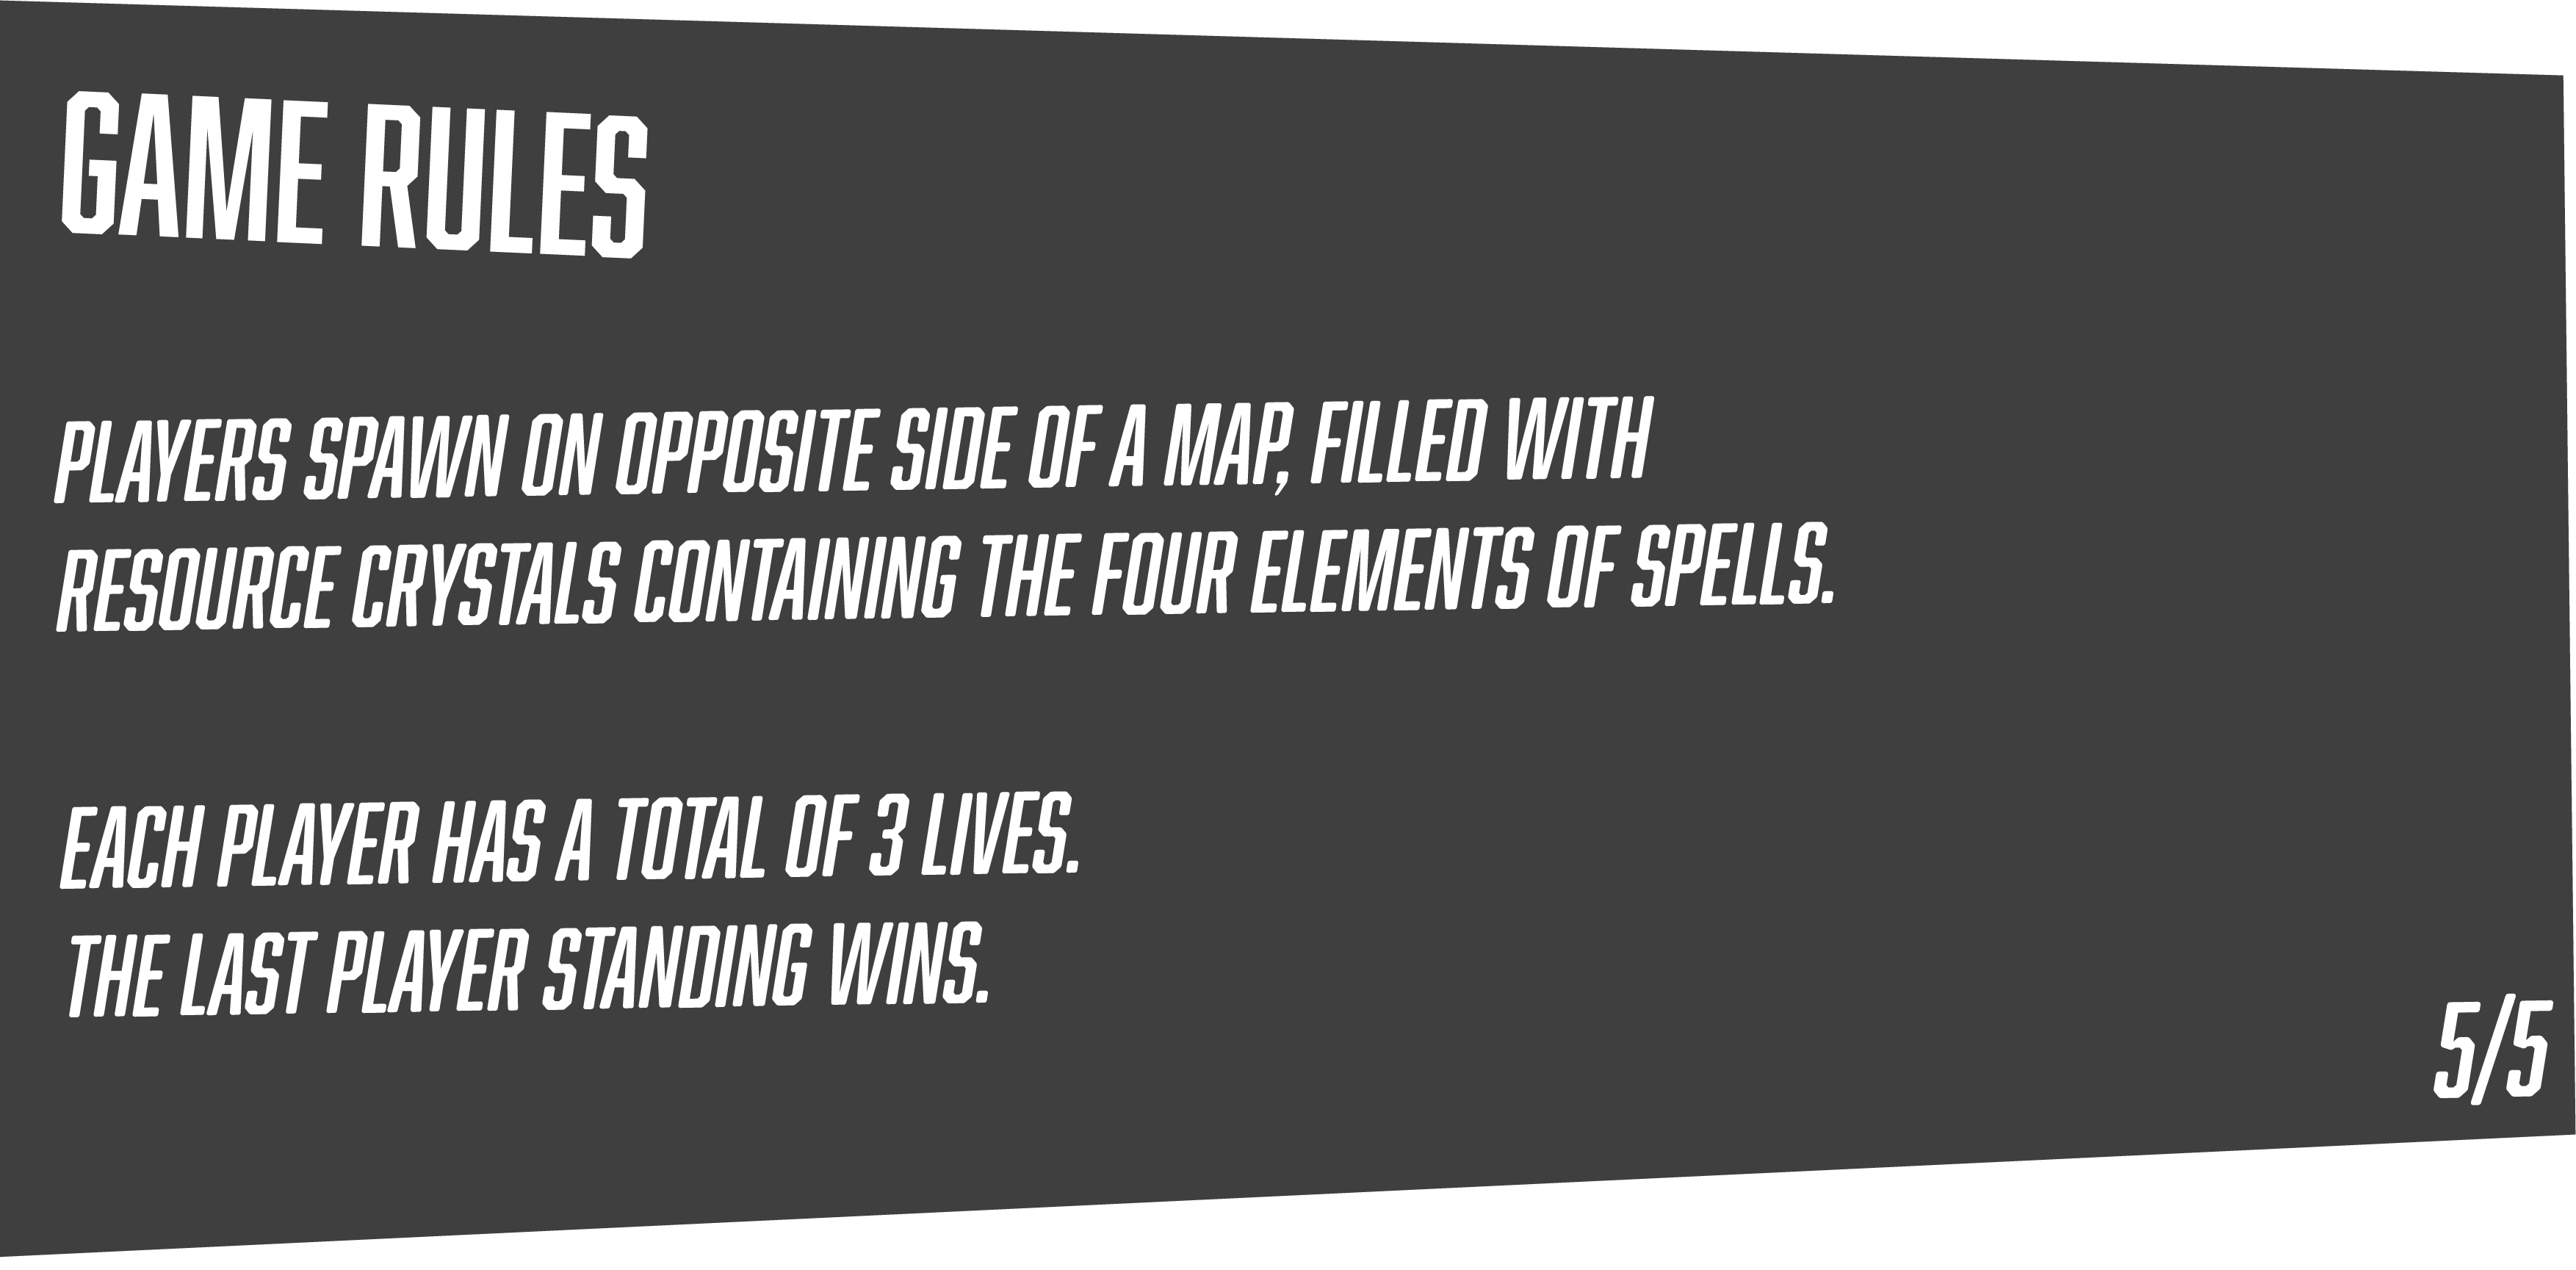 GAME RULES
PLAYERS SPAWN ON OPPOSITE SIDE OF A MAP, FILLED WITH
RESOURCE CRYSTALS CONTAINING THE FOUR ELEMENTS OF SPELLS.
EACH PLAYER HAS A TOTAL OF 3 LIVES.
THE LAST PLAYER STANDING WINS.
5/5